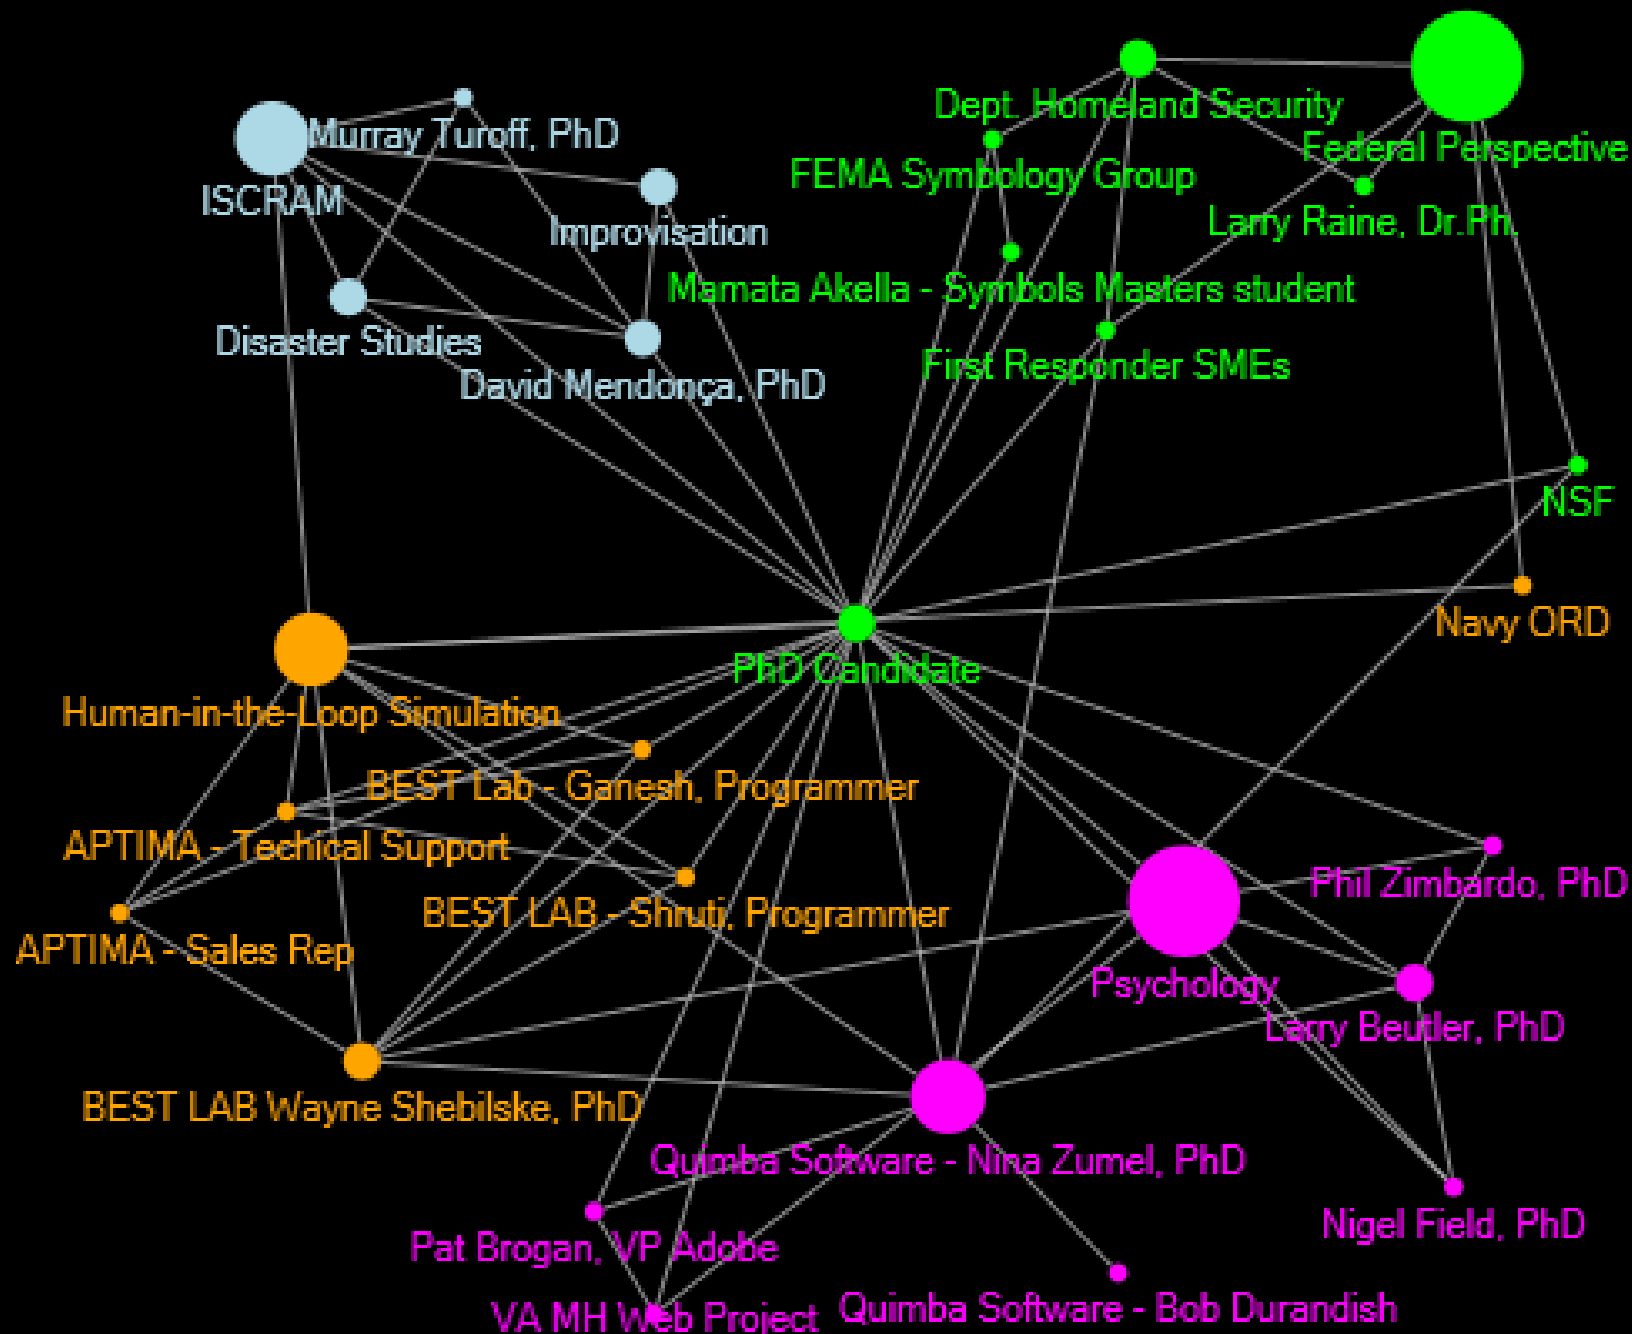 Dept. Homeland Security
Murray Turoff, PhD
Federal Perspective
FEMA Symbology Group
ISCRAM
Larry Raine, Dr.Ph.
Improvisation
Mamata Akella - Symbols Masters student
Disaster Studies
First Responder SMEs
David Mendonça, PhD
NSF
Navy ORD
PhD Candidate
Human-in-the-Loop Simulation
BEST Lab - Ganesh, Programmer
APTIMA - Techical Support
Phil Zimbardo, PhD
BEST LAB - Shruti, Programmer
APTIMA - Sales Rep
Psychology
Larry Beutler, PhD
BEST LAB Wayne Shebilske, PhD
Quimba Software - Nina Zumel, PhD
Nigel Field, PhD
Pat Brogan, VP Adobe
Quimba Software - Bob Durandish
VA MH Web Project